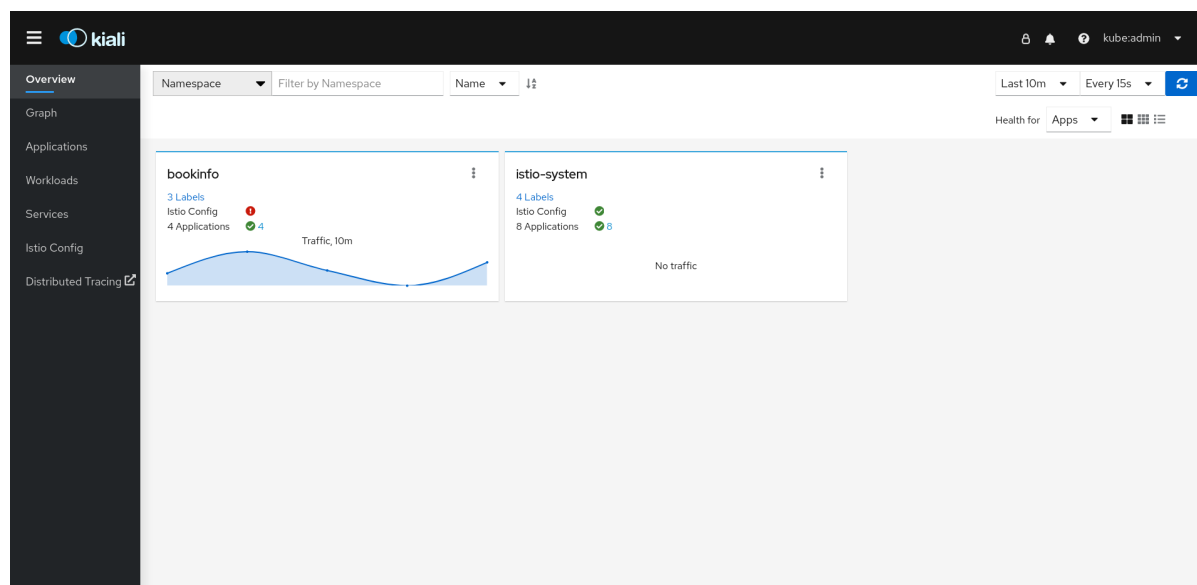 kiali
kube:admin
Overview
Graph
Applications
Workloads
Services
Istio Config
Distributed Tracing
Namespace Filter by Namespace Name Last 10m Every 15s
Health for Apps
bookinfo
3 Labels
Istio Config
4 Applications 4
Traffic, 10m
istio-system
4 Labels
Istio Config
8 Applications 8
No traffic